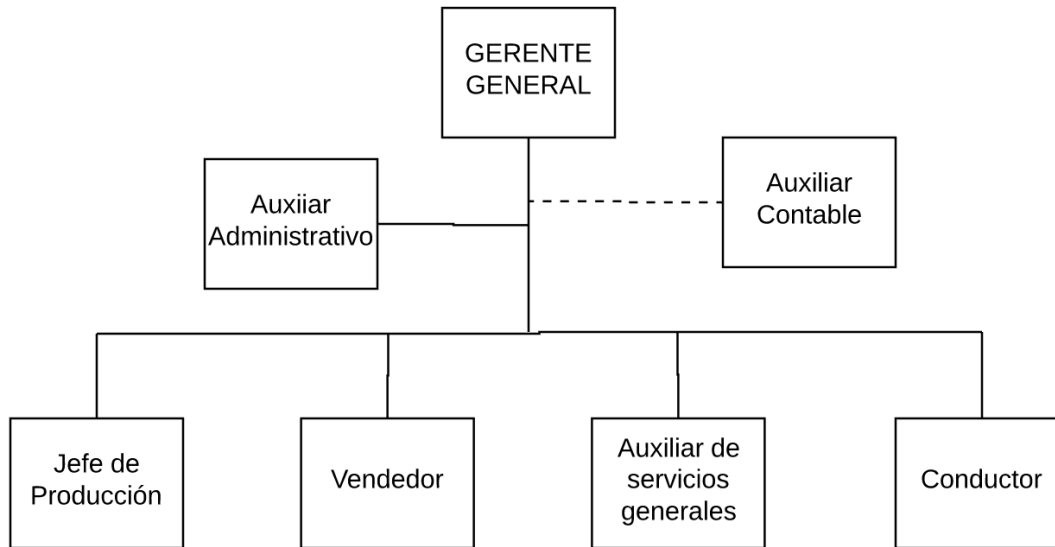 GERENTE
GENERAL
Auxiiar
Administrativo
Auxiliar
Contable
Jefe de
Producción
Vendedor
Auxiliar de
servicios
generales
Conductor